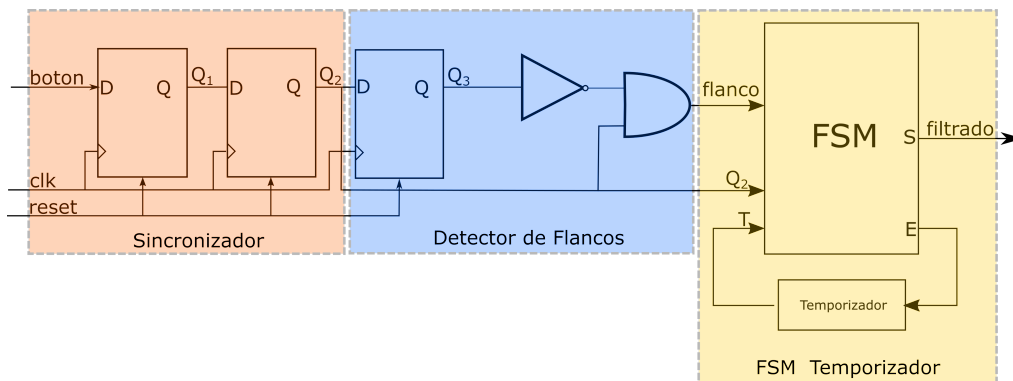 boton
D
Q
Q1
D
Q
Q2
D
Q
Q3
flanco
FSM
S
filtrado
clk
Q2
reset
T
E
Sincronizador
Detector de Flancos
Temporizador
FSM Temporizador